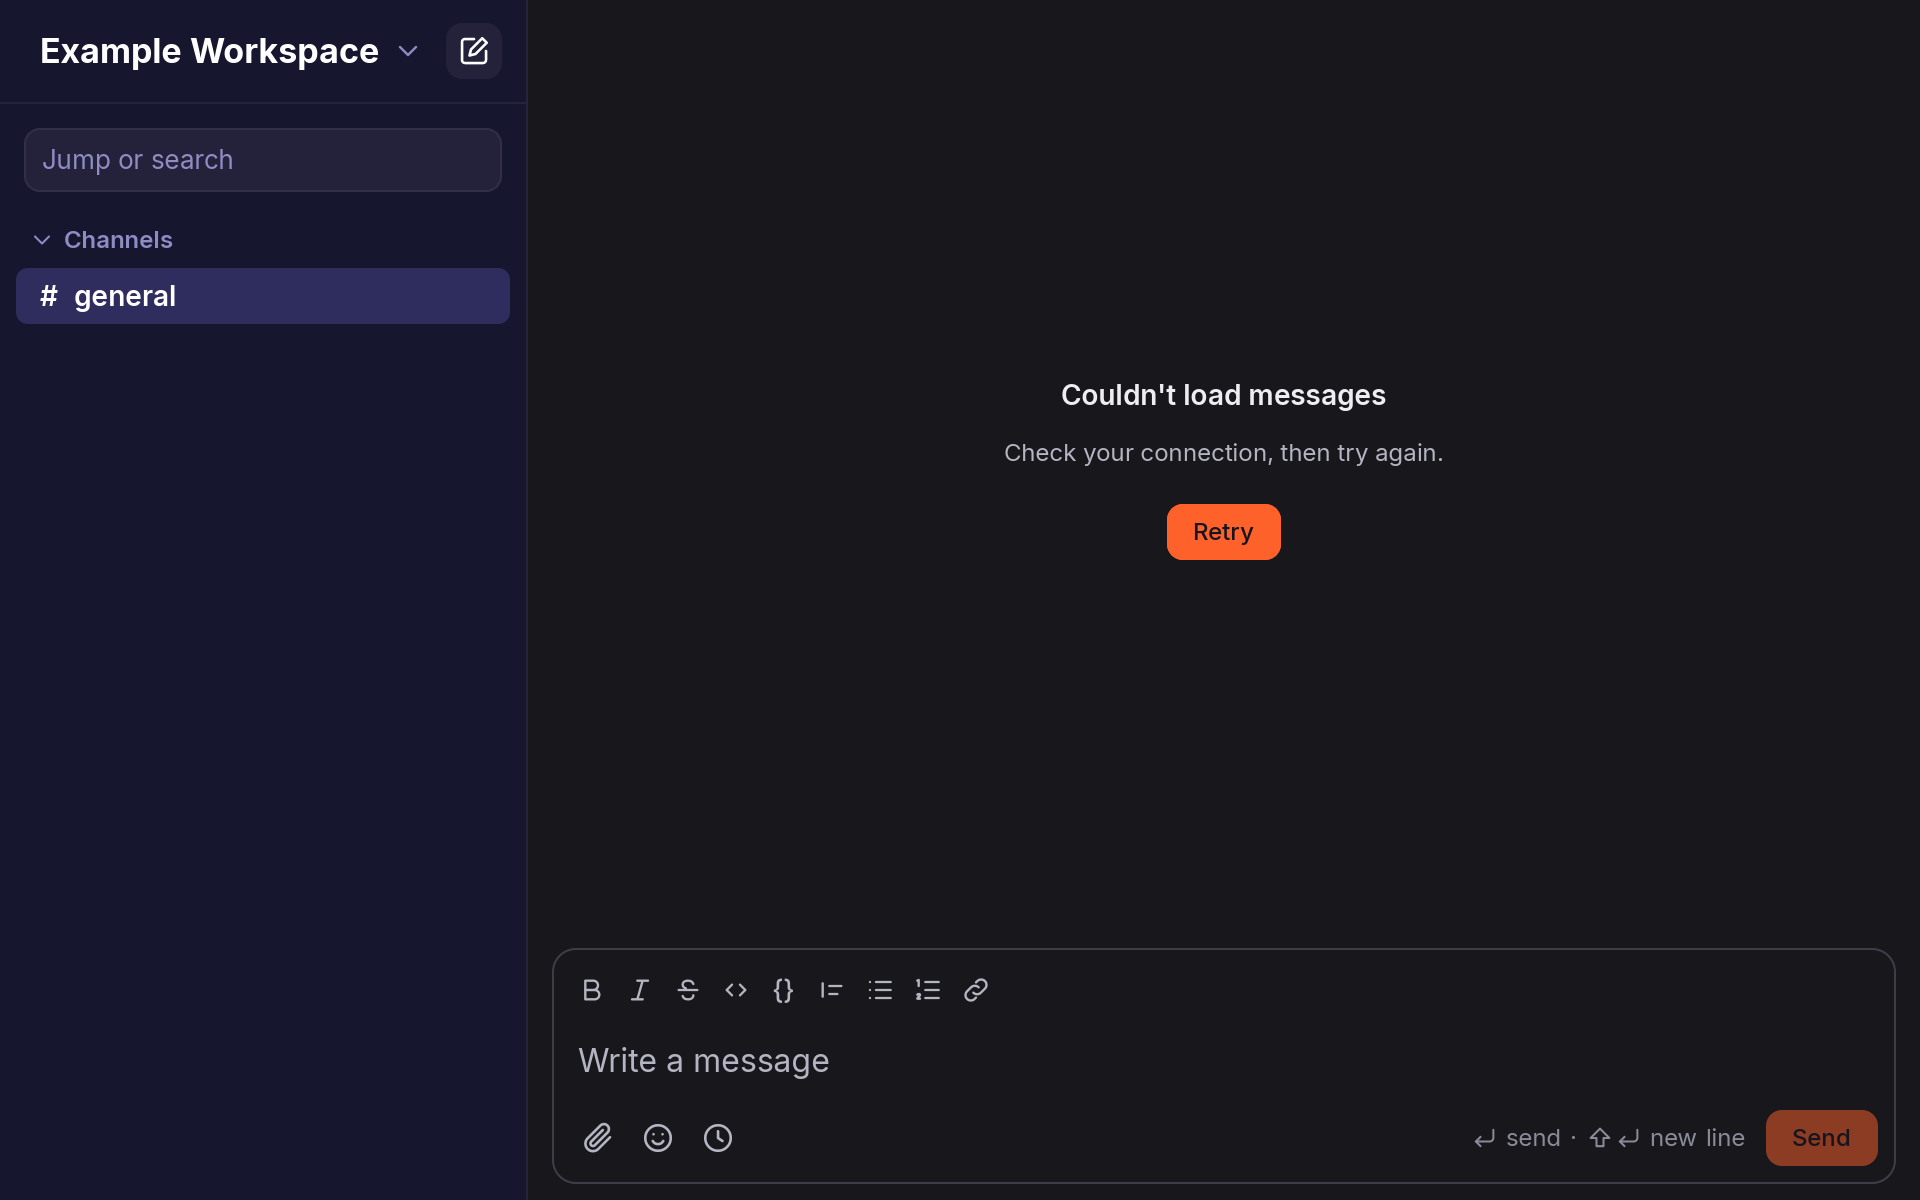 Example Workspace
Jump or search
Channels
# general
Couldn't load messages
Check your connection, then try again.
Retry
Write a message
send · new line
Send